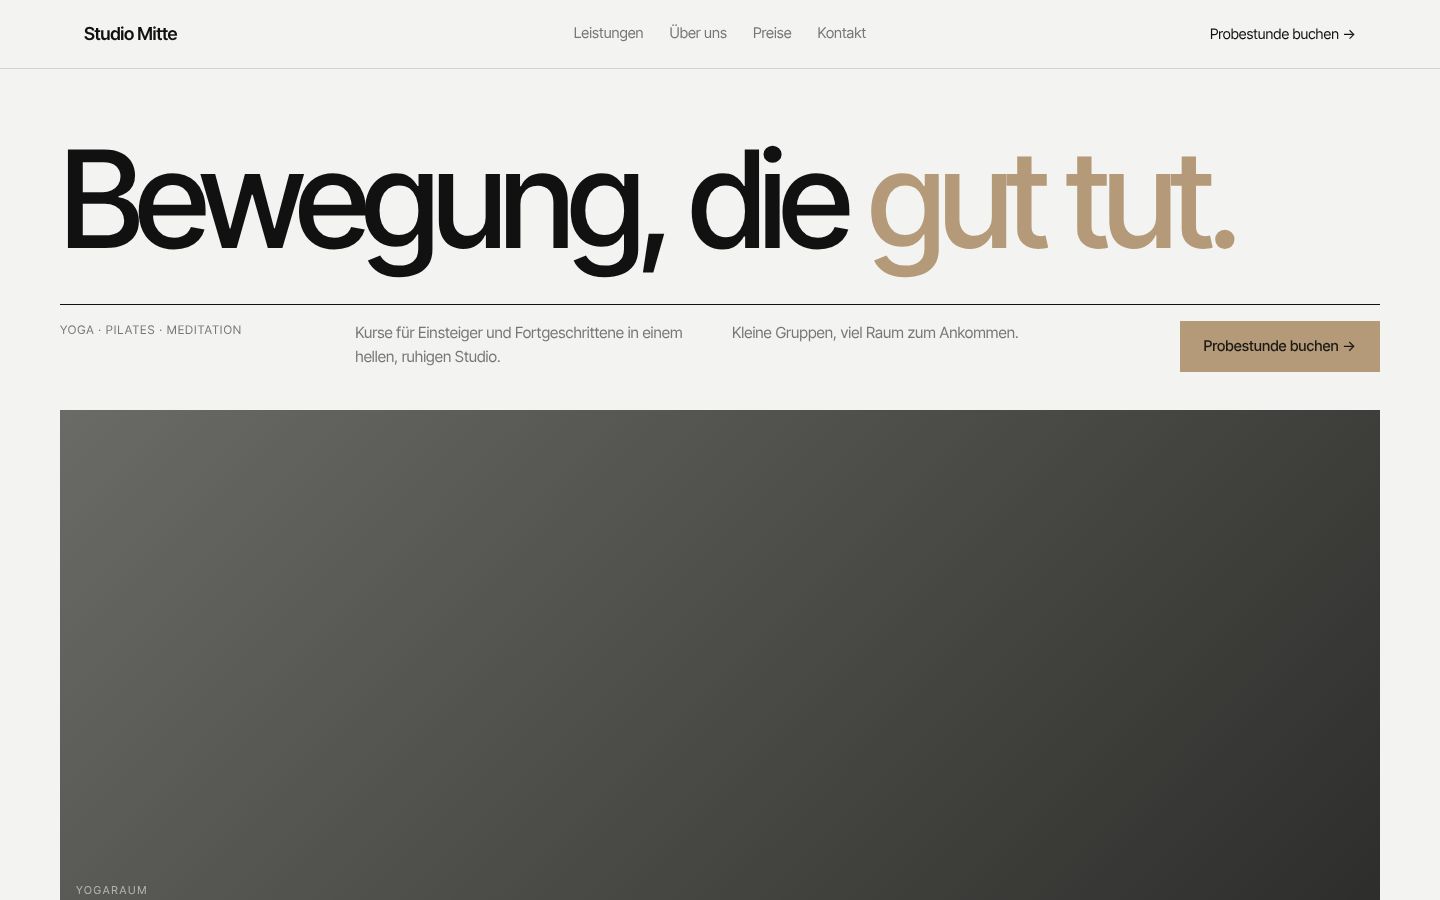 Studio Mitte
Leistungen Über uns Preise Kontakt
Probestunde buchen →
Bewegung, die gut tut.
YOGA · PILATES · MEDITATION
Kurse für Einsteiger und Fortgeschrittene in einem
hellen, ruhigen Studio.
Kleine Gruppen, viel Raum zum Ankommen.
Probestunde buchen →
YOGARAUM